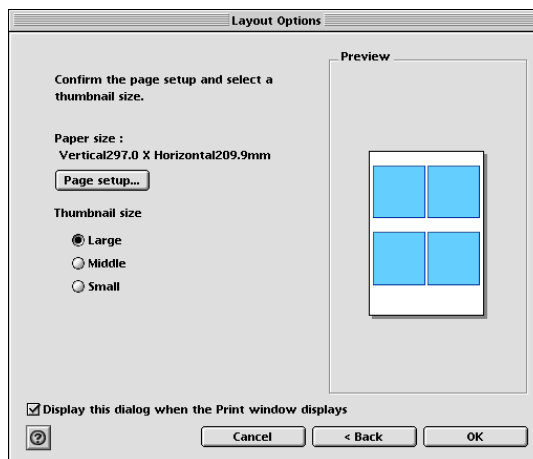 Layout Options
Preview
Confirm the page setup and select a
thumbnail size.
Paper size :
Vertical297.0 X Horizontal209.9mm
Page setup...
Thumbnail size
Large
Middle
Small
Display this dialog when the Print window displays
?
Cancel
< Back
OK